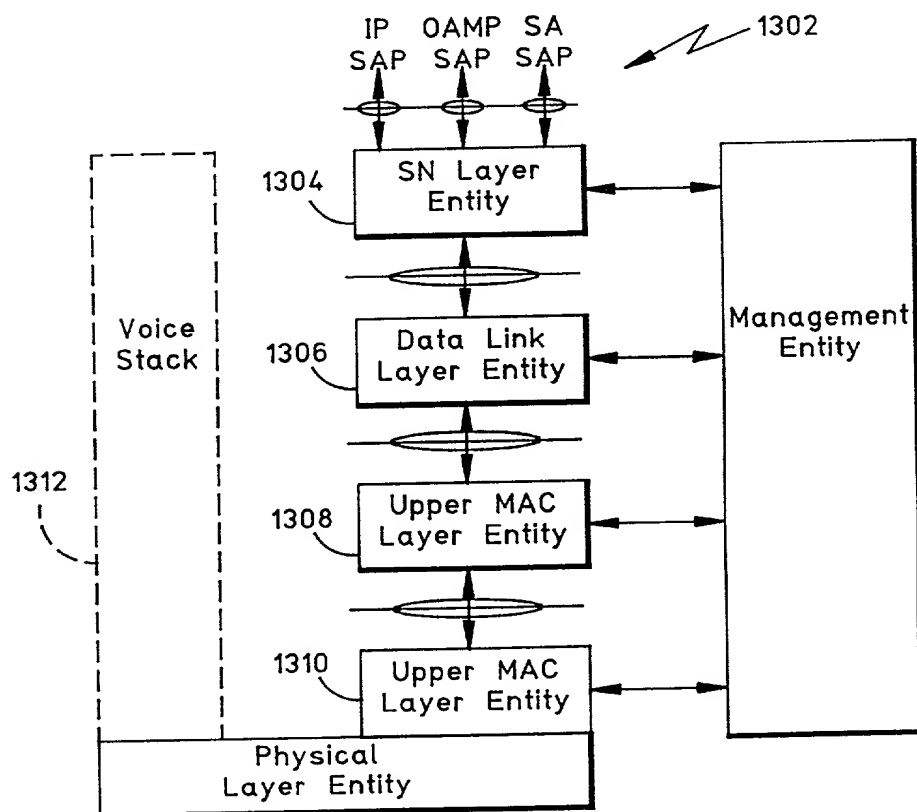 IP OAMP SA
SAP SAP SAP
1302
1304
SN Layer
Entity
Voice
Stack
1306
Data Link
Layer Entity
Management
Entity
1312
1308
Upper MAC
Layer Entity
1310
Upper MAC
Layer Entity
Physical
Layer Entity